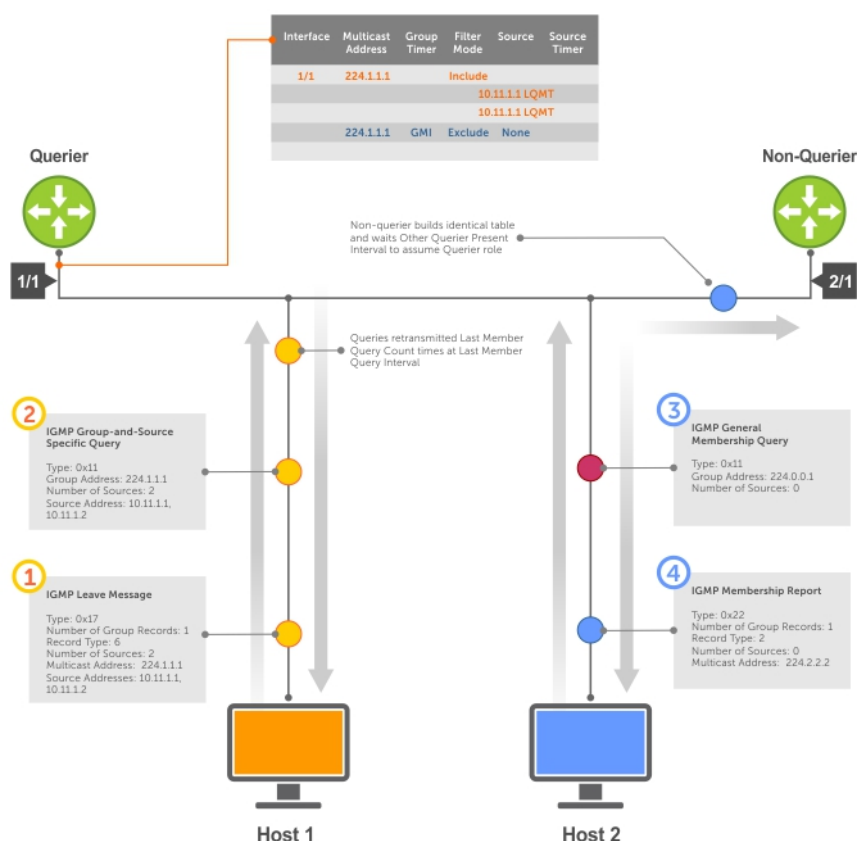 Interface Multicast Address Group Timer Filter Mode Source Source Timer
1/1 224.1.1.1 Include
10.11.1.1 LQMT
10.11.1.1 LQMT
224.1.1.1 GMI Exclude None
Querier
Non-Querier
1/1
2/1
Non-querier builds identical table
and waits Other Querier Present
Interval to assume Querier role
Queries retransmitted Last Member
Query Count times at Last Member
Query Interval
2
IGMP Group-and-Source
Specific Query
Type: 0x11
Group Address: 224.1.1.1
Number of Sources: 2
Source Address: 10.11.1.1,
10.11.1.2
3
IGMP General
Membership Query
Type: 0x11
Group Address: 224.0.0.1
Number of Sources: 0
1
IGMP Leave Message
Type: 0x17
Number of Group Records: 1
Record Type: 6
Number of Sources: 2
Multicast Address: 224.1.1.1
Source Addresses: 10.11.1.1,
10.11.1.2
4
IGMP Membership Report
Type: 0x22
Number of Group Records: 1
Record Type: 2
Number of Sources: 0
Multicast Address: 224.2.2.2
Host 1
Host 2